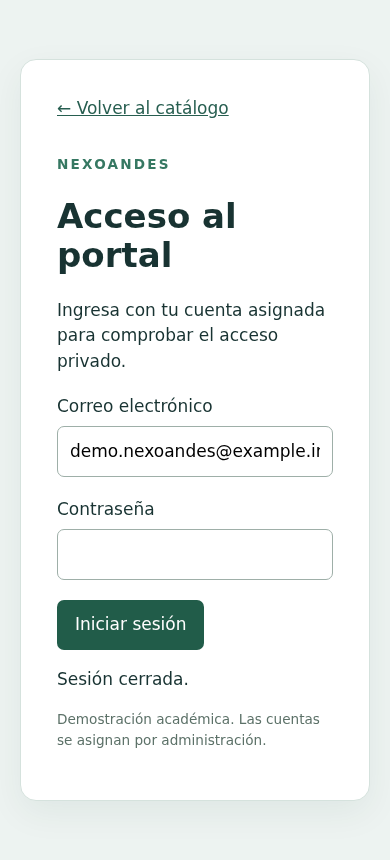 ← Volver al catálogo
NEXOANDES
Acceso al
portal
Ingresa con tu cuenta asignada
para comprobar el acceso
privado.
Correo electrónico
demo.nexoandes@example.in
Contraseña
Iniciar sesión
Sesión cerrada.
Demostración académica. Las cuentas
se asignan por administración.